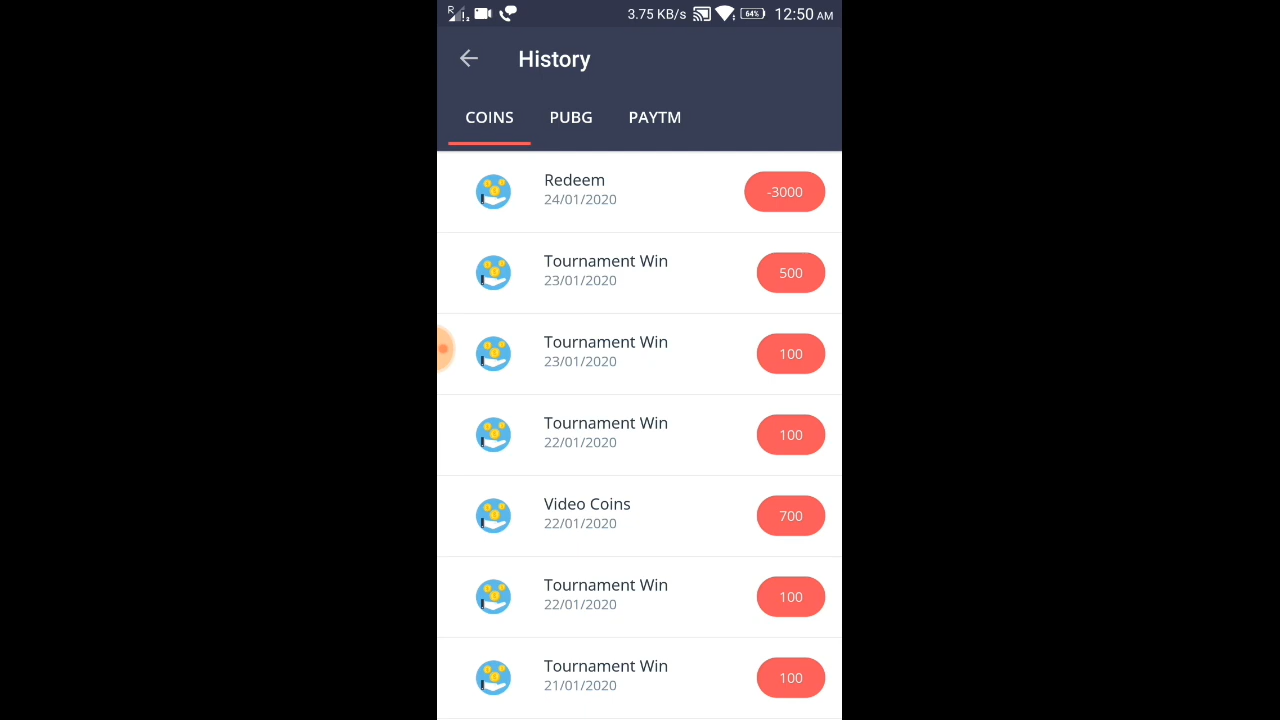 3.75 KB/s 64% 12:50 AM
History
COINS PUBG PAYTM
Redeem
24/01/2020
-3000
Tournament Win
23/01/2020
500
Tournament Win
23/01/2020
100
Tournament Win
22/01/2020
100
Video Coins
22/01/2020
700
Tournament Win
22/01/2020
100
Tournament Win
21/01/2020
100